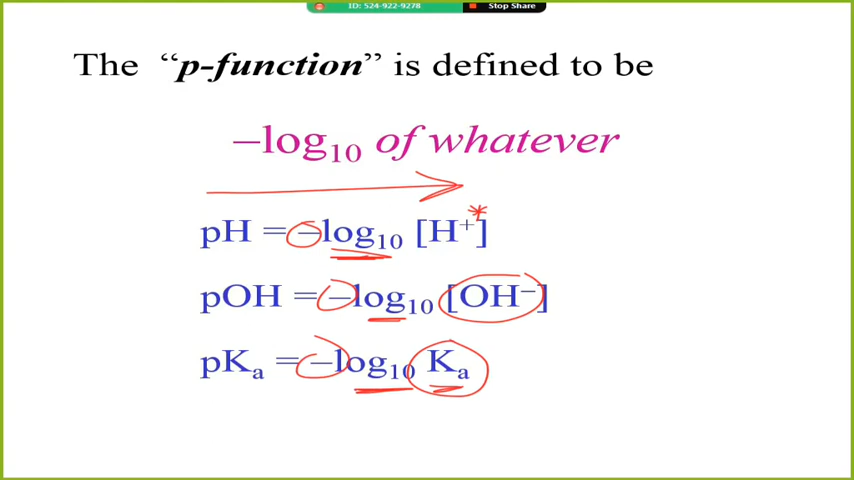 ID: 524-922-9278 Stop Share
The “p-function” is defined to be
–log₁₀ of whatever
pH = –log₁₀ [H⁺]
pOH = –log₁₀ [OH⁻]
pKₐ = –log₁₀ Kₐ